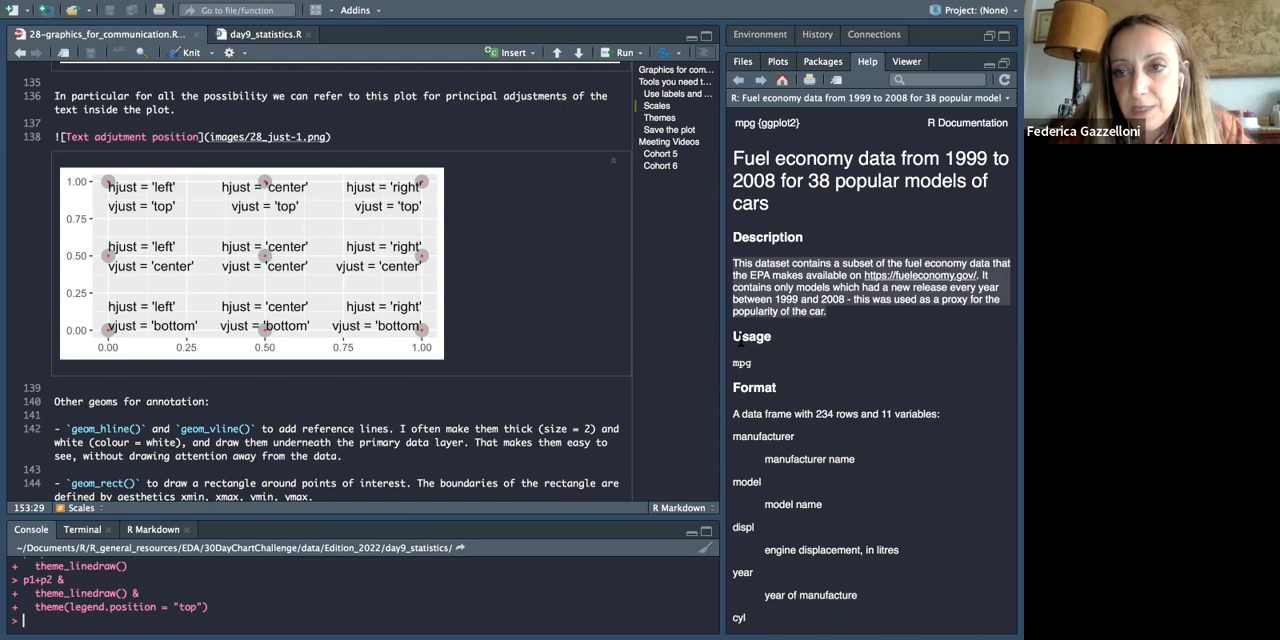 Go to file/function
Addins
Project: (None)
28-graphics_for_communication.R...
day9_statistics.R
Knit
Insert
Run
135
136 In particular for all the possibility we can refer to this plot for principal adjustments of the
text inside the plot.
137
138 ![Text adjutment position](images/28_just-1.png)
1.00
hjust = 'left' hjust = 'center' hjust = 'right'
vjust = 'top' vjust = 'top' vjust = 'top'
0.75
hjust = 'left' hjust = 'center' hjust = 'right'
0.50
vjust = 'center' vjust = 'center' vjust = 'center'
0.25
hjust = 'left' hjust = 'center' hjust = 'right'
0.00
vjust = 'bottom' vjust = 'bottom' vjust = 'bottom'
0.00 0.25 0.50 0.75 1.00
139
140 Other geoms for annotation:
141
142 - `geom_hline()` and `geom_vline()` to add reference lines. I often make them thick (size = 2) and
white (colour = white), and draw them underneath the primary data layer. That makes them easy to
see, without drawing attention away from the data.
143
144 - `geom_rect()` to draw a rectangle around points of interest. The boundaries of the rectangle are
defined by aesthetics xmin, xmax, ymin, ymax.
153:29 Scales R Markdown
Graphics for com...
Tools you need t...
Use labels and ...
Scales
Themes
Save the plot
Meeting Videos
Cohort 5
Cohort 6
Console Terminal R Markdown
~/Documents/R/R_general_resources/EDA/30DayChartChallenge/data/Edition_2022/day9_statistics/
+ theme_linedraw()
> p1+p2 &
+ theme_linedraw() &
+ theme(legend.position = "top")
>
Environment History Connections
Files Plots Packages Help Viewer
R: Fuel economy data from 1999 to 2008 for 38 popular model
mpg {ggplot2} R Documentation
Fuel economy data from 1999 to
2008 for 38 popular models of
cars
Description
This dataset contains a subset of the fuel economy data that
the EPA makes available on https://fueleconomy.gov/. It
contains only models which had a new release every year
between 1999 and 2008 - this was used as a proxy for the
popularity of the car.
Usage
mpg
Format
A data frame with 234 rows and 11 variables:
manufacturer
manufacturer name
model
model name
displ
engine displacement, in litres
year
year of manufacture
cyl
Federica Gazzelloni